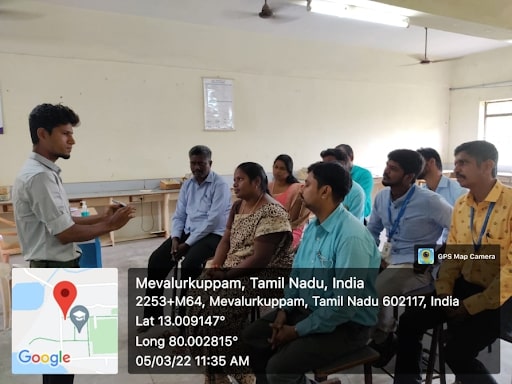 GPS Map Camera
Mevalurkuppam, Tamil Nadu, India
2253+M64, Mevalurkuppam, Tamil Nadu 602117, India
Lat 13.009147°
Long 80.002815°
05/03/22 11:35 AM
Google